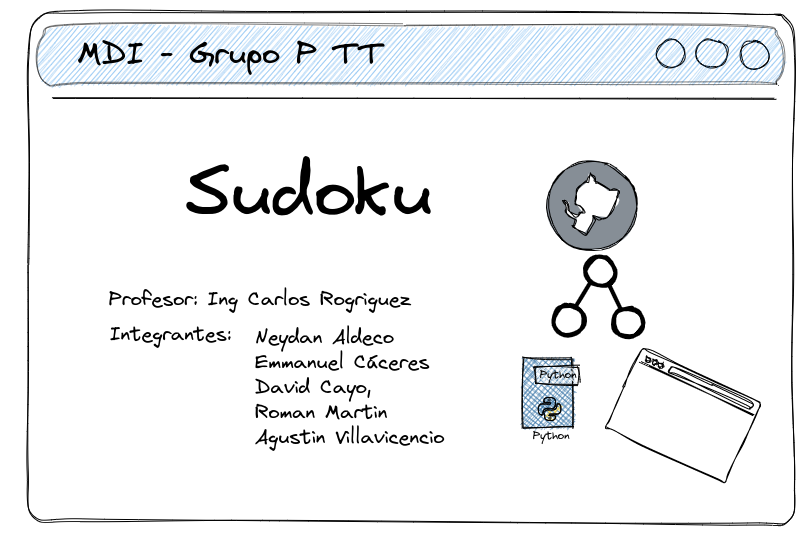 MDI - Grupo P TT
Sudoku
Profesor: Ing Carlos Rogriguez
Integrantes: Neydan Aldeco
Emmanuel Cáceres
David Cayo,
Roman Martin
Agustin Villavicencio
Python
Python